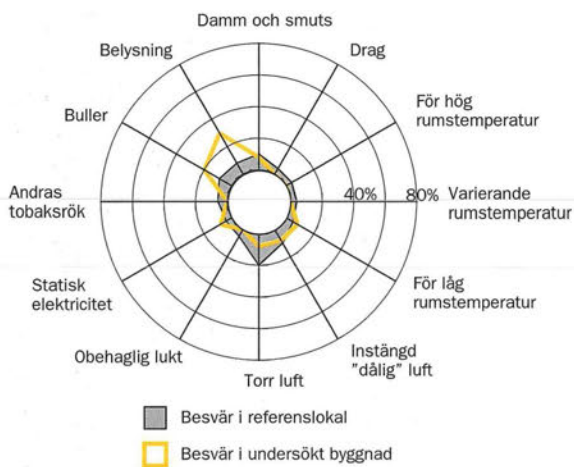 Damm och smuts
Belysning
Drag
Buller
För hög
rumstemperatur
Andras
tobaksrök
40%
80%
Varierande
rumstemperatur
Statisk
elektricitet
För låg
rumstemperatur
Obehaglig lukt
Torr luft
Instängd
"dålig" luft
Besvär i referenslokal
Besvär i undersökt byggnad